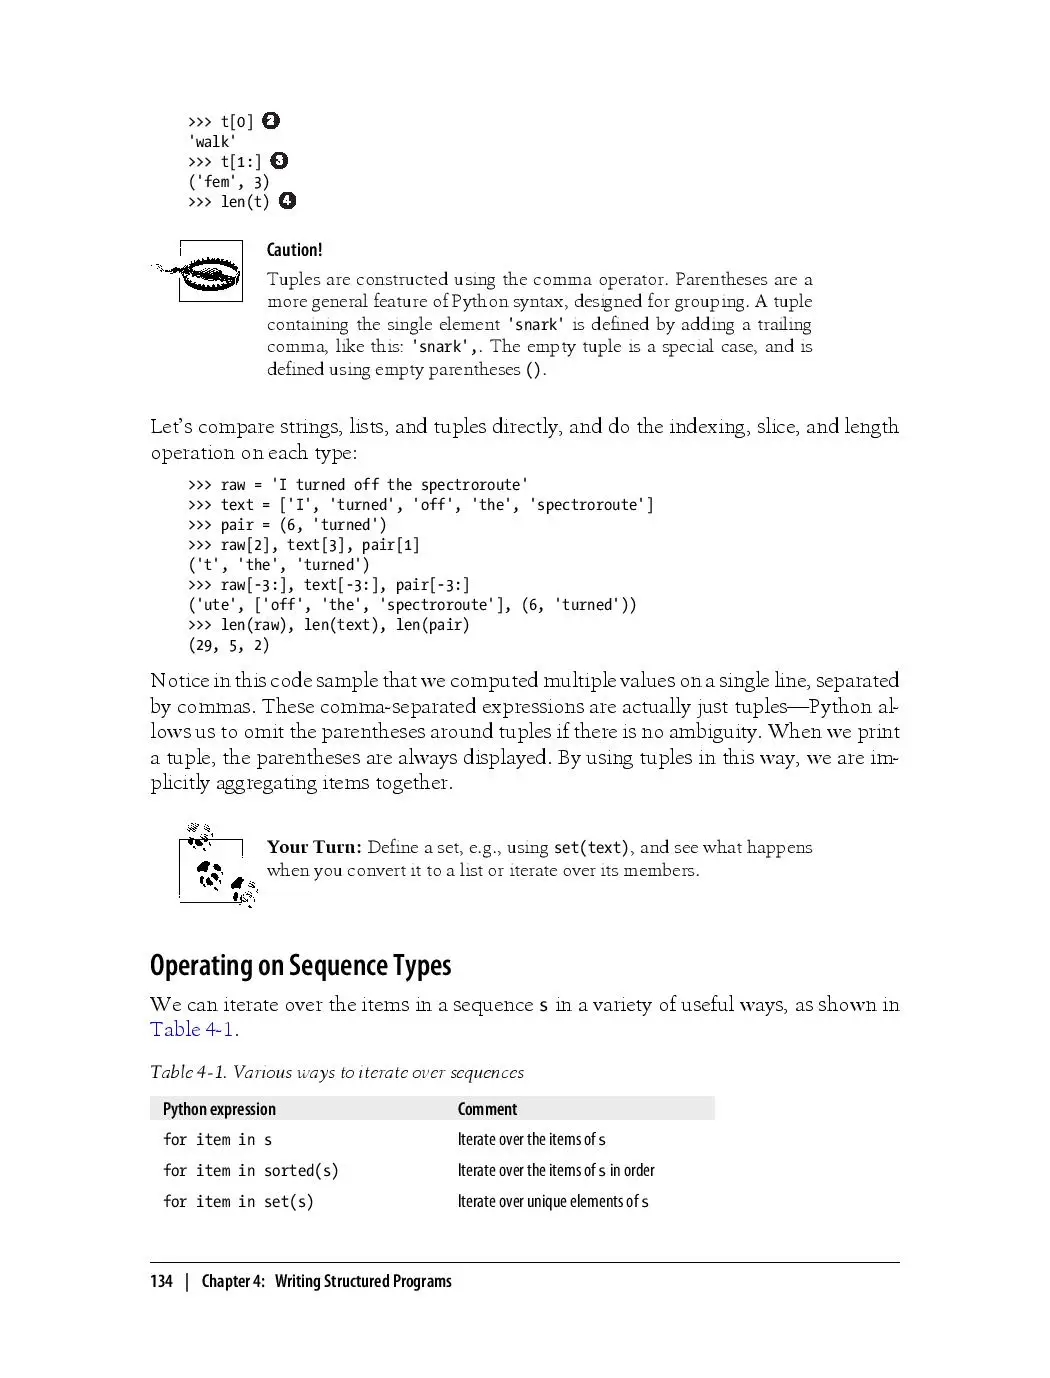 >>> t[0] ❷
'walk'
>>> t[1:] ❸
('fem', 3)
>>> len(t) ❹
Caution!
Tuples are constructed using the comma operator. Parentheses are a
more general feature of Python syntax, designed for grouping. A tuple
containing the single element 'snark' is defined by adding a trailing
comma, like this: 'snark',. The empty tuple is a special case, and is
defined using empty parentheses ().
Let’s compare strings, lists, and tuples directly, and do the indexing, slice, and length
operation on each type:
>>> raw = 'I turned off the spectroroute'
>>> text = ['I', 'turned', 'off', 'the', 'spectroroute']
>>> pair = (6, 'turned')
>>> raw[2], text[3], pair[1]
('t', 'the', 'turned')
>>> raw[-3:], text[-3:], pair[-3:]
('ute', ['off', 'the', 'spectroroute'], (6, 'turned'))
>>> len(raw), len(text), len(pair)
(29, 5, 2)
Notice in this code sample that we computed multiple values on a single line, separated
by commas. These comma-separated expressions are actually just tuples—Python al-
lows us to omit the parentheses around tuples if there is no ambiguity. When we print
a tuple, the parentheses are always displayed. By using tuples in this way, we are im-
plicitly aggregating items together.
Your Turn: Define a set, e.g., using set(text), and see what happens
when you convert it to a list or iterate over its members.
Operating on Sequence Types
We can iterate over the items in a sequence s in a variety of useful ways, as shown in
Table 4-1.
Table 4-1. Various ways to iterate over sequences
Python expression Comment
for item in s Iterate over the items of s
for item in sorted(s) Iterate over the items of s in order
for item in set(s) Iterate over unique elements of s
134 | Chapter 4: Writing Structured Programs